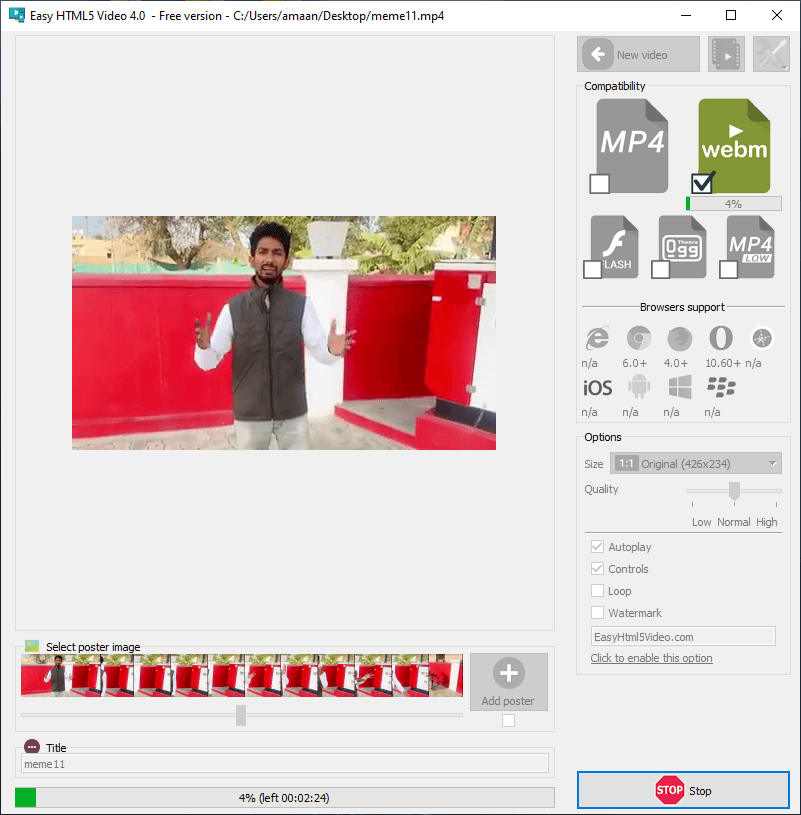 Easy HTML5 Video 4.0 - Free version - C:/Users/amaan/Desktop/meme11.mp4
New video
Compatibility
MP4
webm
4%
FLASH
Theora
ogg
MP4
LOW
Browsers support
n/a 6.0+ 4.0+ 10.60+ n/a
iOS
n/a n/a n/a n/a
Options
Size 1:1 Original (426x234)
Quality
Low Normal High
Autoplay
Controls
Loop
Watermark
EasyHtml5Video.com
Click to enable this option
Select poster image
Add poster
Title
meme11
4% (left 00:02:24)
STOP Stop